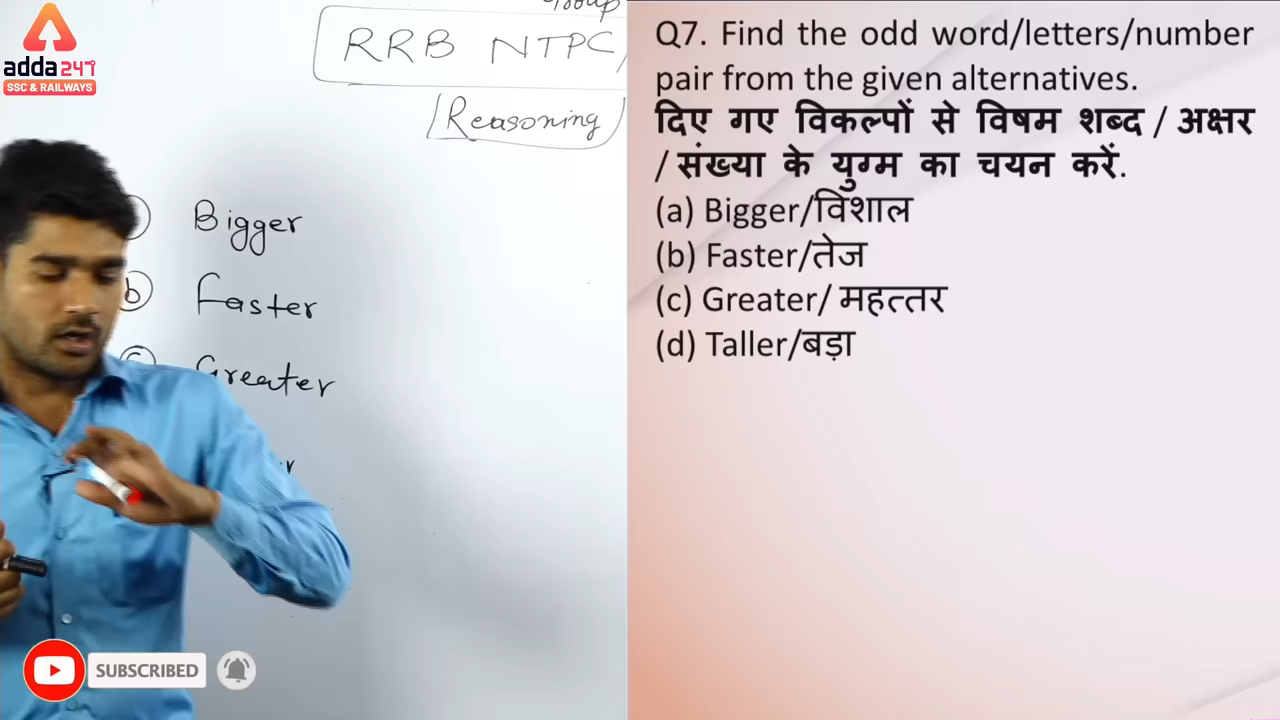 adda247
SSC & RAILWAYS
RRB NTPC/
Reasoning
Bigger
b Faster
Greater
Q7. Find the odd word/letters/number
pair from the given alternatives.
दिए गए विकल्पों से विषम शब्द / अक्षर
/ संख्या के युग्म का चयन करें.
(a) Bigger/विशाल
(b) Faster/तेज
(c) Greater/ महत्तर
(d) Taller/बड़ा
SUBSCRIBED